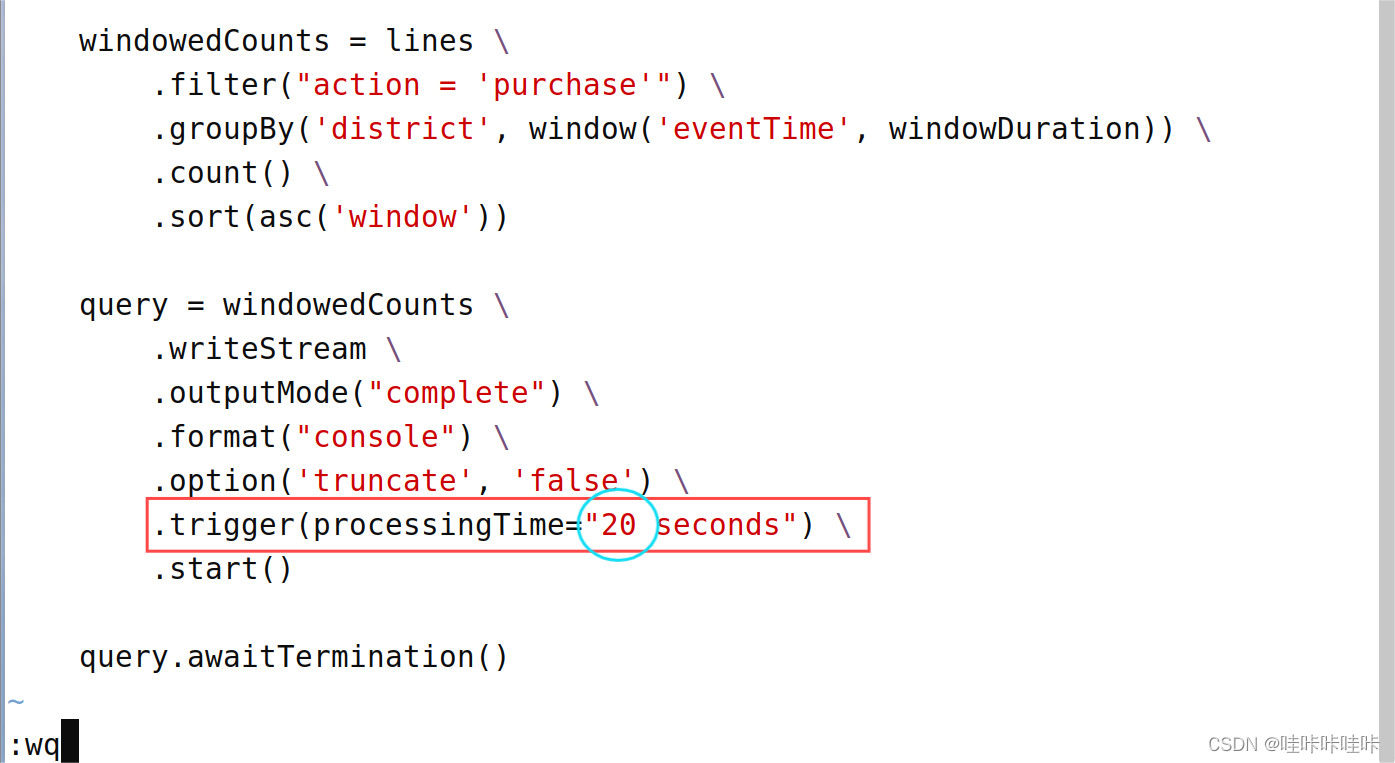 windowedCounts = lines \
.filter("action = 'purchase'") \
.groupBy('district', window('eventTime', windowDuration)) \
.count() \
.sort(asc('window'))
query = windowedCounts \
.writeStream \
.outputMode("complete") \
.format("console") \
.option('truncate', 'false') \
.trigger(processingTime="20 seconds") \
.start()
query.awaitTermination()
~
:wq
CSDN @哇咔咔哇咔